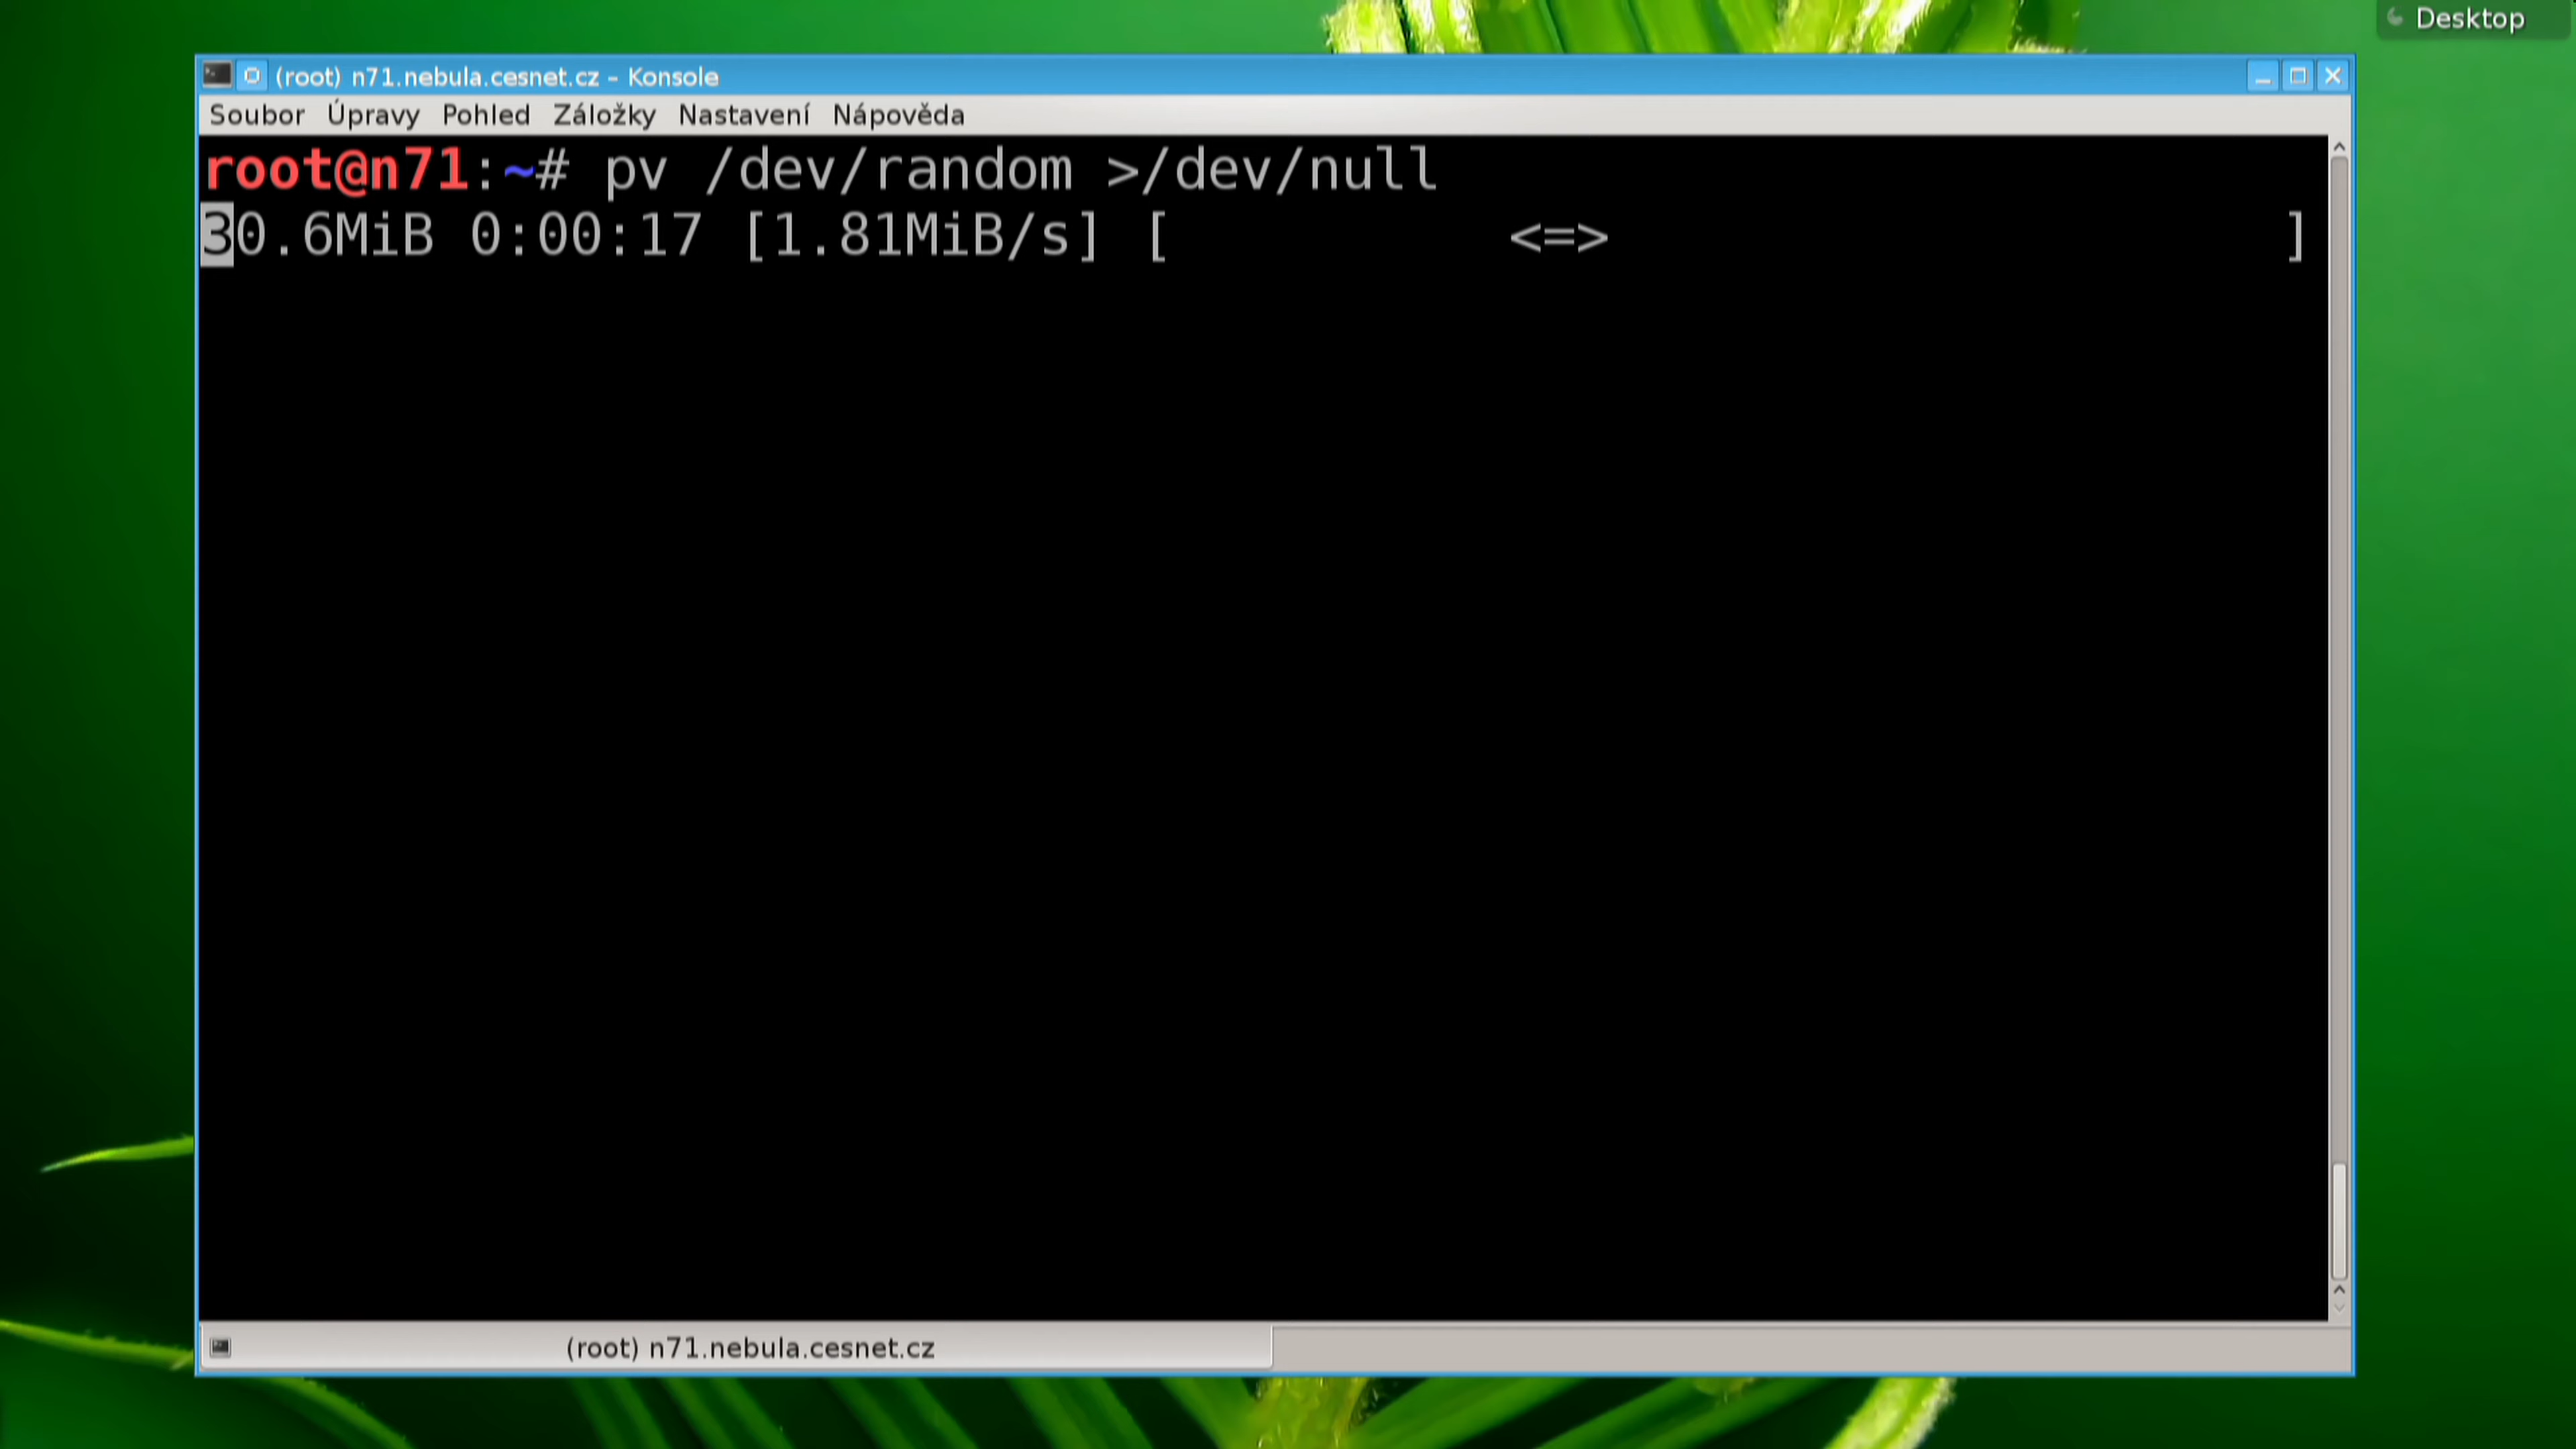 Desktop
(root) n71.nebula.cesnet.cz – Konsole
Soubor Úpravy Pohled Záložky Nastavení Nápověda
root@n71:~# pv /dev/random >/dev/null
30.6MiB 0:00:17 [1.81MiB/s] [ <=> ]
(root) n71.nebula.cesnet.cz